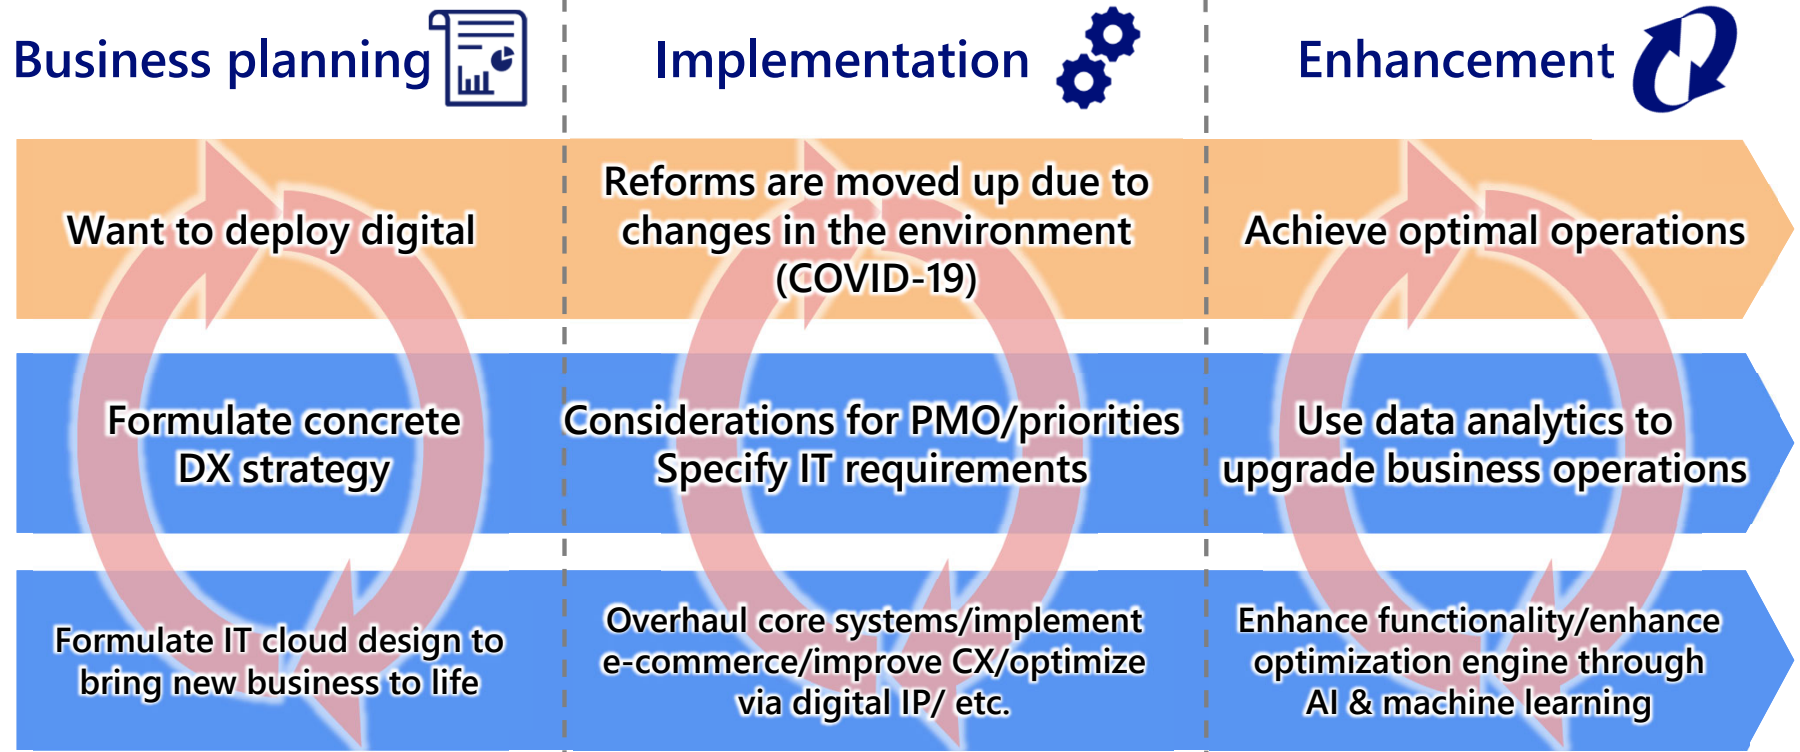 Business planning
Implementation
Enhancement
Want to deploy digital
Reforms are moved up due to
changes in the environment
(COVID-19)
Achieve optimal operations
Formulate concrete
DX strategy
Considerations for PMO/priorities
Specify IT requirements
Use data analytics to
upgrade business operations
Formulate IT cloud design to
bring new business to life
Overhaul core systems/implement
e-commerce/improve CX/optimize
via digital IP/ etc.
Enhance functionality/enhance
optimization engine through
AI & machine learning